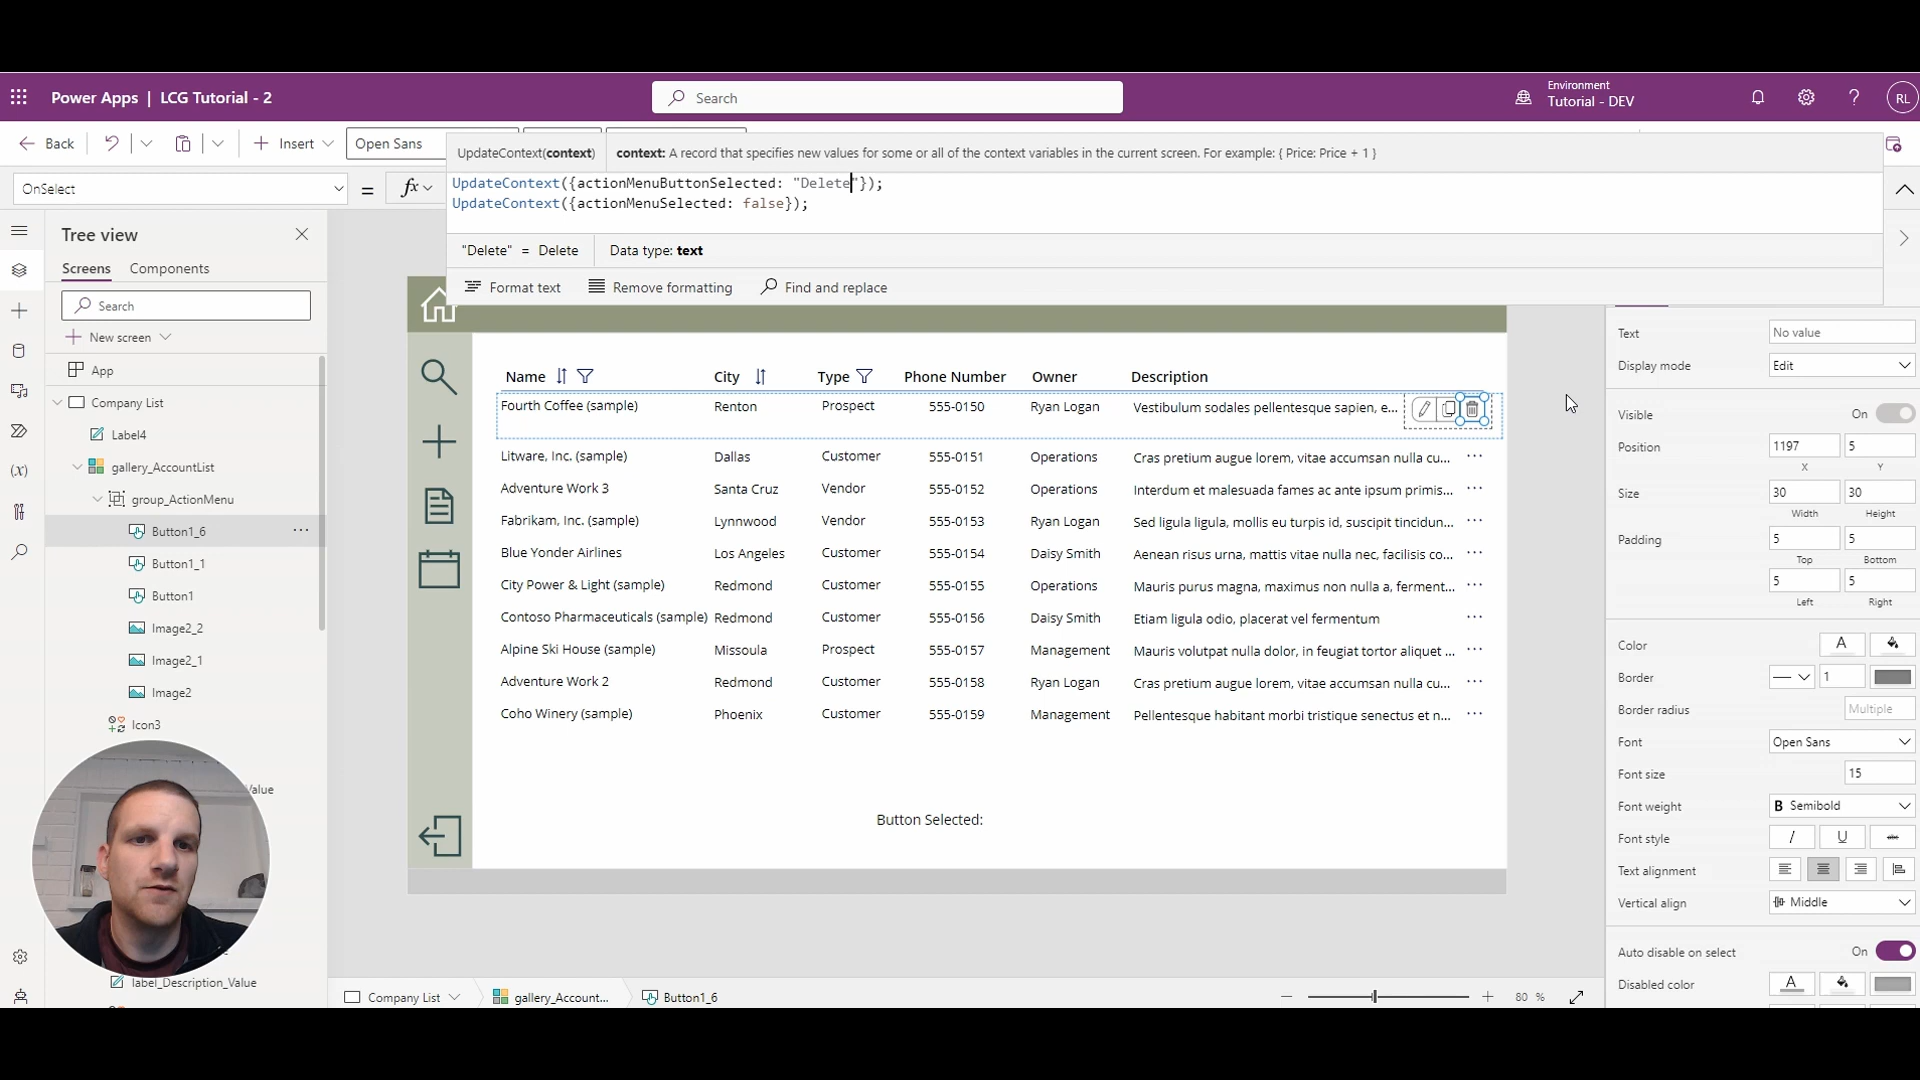 Power Apps | LCG Tutorial - 2
Search
Environment
Tutorial - DEV
RL
Back
Insert
Open Sans
UpdateContext(context)
context: A record that specifies new values for some or all of the context variables in the current screen. For example: { Price: Price + 1 }
OnSelect
=
fx
UpdateContext({actionMenuButtonSelected: "Delete"});
UpdateContext({actionMenuSelected: false});
"Delete" = Delete
Data type: text
Format text
Remove formatting
Find and replace
Tree view
Screens
Components
Search
New screen
App
Company List
Label4
gallery_AccountList
group_ActionMenu
Button1_6
Button1_1
Button1
Image2_2
Image2_1
Image2
Icon3
Value
label_Description_Value
Name City Type Phone Number Owner Description
Fourth Coffee (sample) Renton Prospect 555-0150 Ryan Logan Vestibulum sodales pellentesque sapien, e...
Litware, Inc. (sample) Dallas Customer 555-0151 Operations Cras pretium augue lorem, vitae accumsan nulla cu...
Adventure Work 3 Santa Cruz Vendor 555-0152 Operations Interdum et malesuada fames ac ante ipsum primis...
Fabrikam, Inc. (sample) Lynnwood Vendor 555-0153 Ryan Logan Sed ligula ligula, mollis eu turpis id, suscipit tincidun...
Blue Yonder Airlines Los Angeles Customer 555-0154 Daisy Smith Aenean risus urna, mattis vitae nulla nec, facilisis co...
City Power & Light (sample) Redmond Customer 555-0155 Operations Mauris purus magna, maximus non nulla a, ferment...
Contoso Pharmaceuticals (sample) Redmond Customer 555-0156 Daisy Smith Etiam ligula odio, placerat vel fermentum
Alpine Ski House (sample) Missoula Prospect 555-0157 Management Mauris volutpat nulla dolor, in feugiat tortor aliquet ...
Adventure Work 2 Redmond Customer 555-0158 Ryan Logan Cras pretium augue lorem, vitae accumsan nulla cu...
Coho Winery (sample) Phoenix Customer 555-0159 Management Pellentesque habitant morbi tristique senectus et n...
Button Selected:
Text No value
Display mode Edit
Visible On
Position 1197 5
X Y
Size 30 30
Width Height
Padding 5 5
Top Bottom
5 5
Left Right
Color A
Border 1
Border radius Multiple
Font Open Sans
Font size 15
Font weight B Semibold
Font style / U abc
Text alignment
Vertical align Middle
Auto disable on select On
Disabled color A
Company List
gallery_Account...
Button1_6
80 %